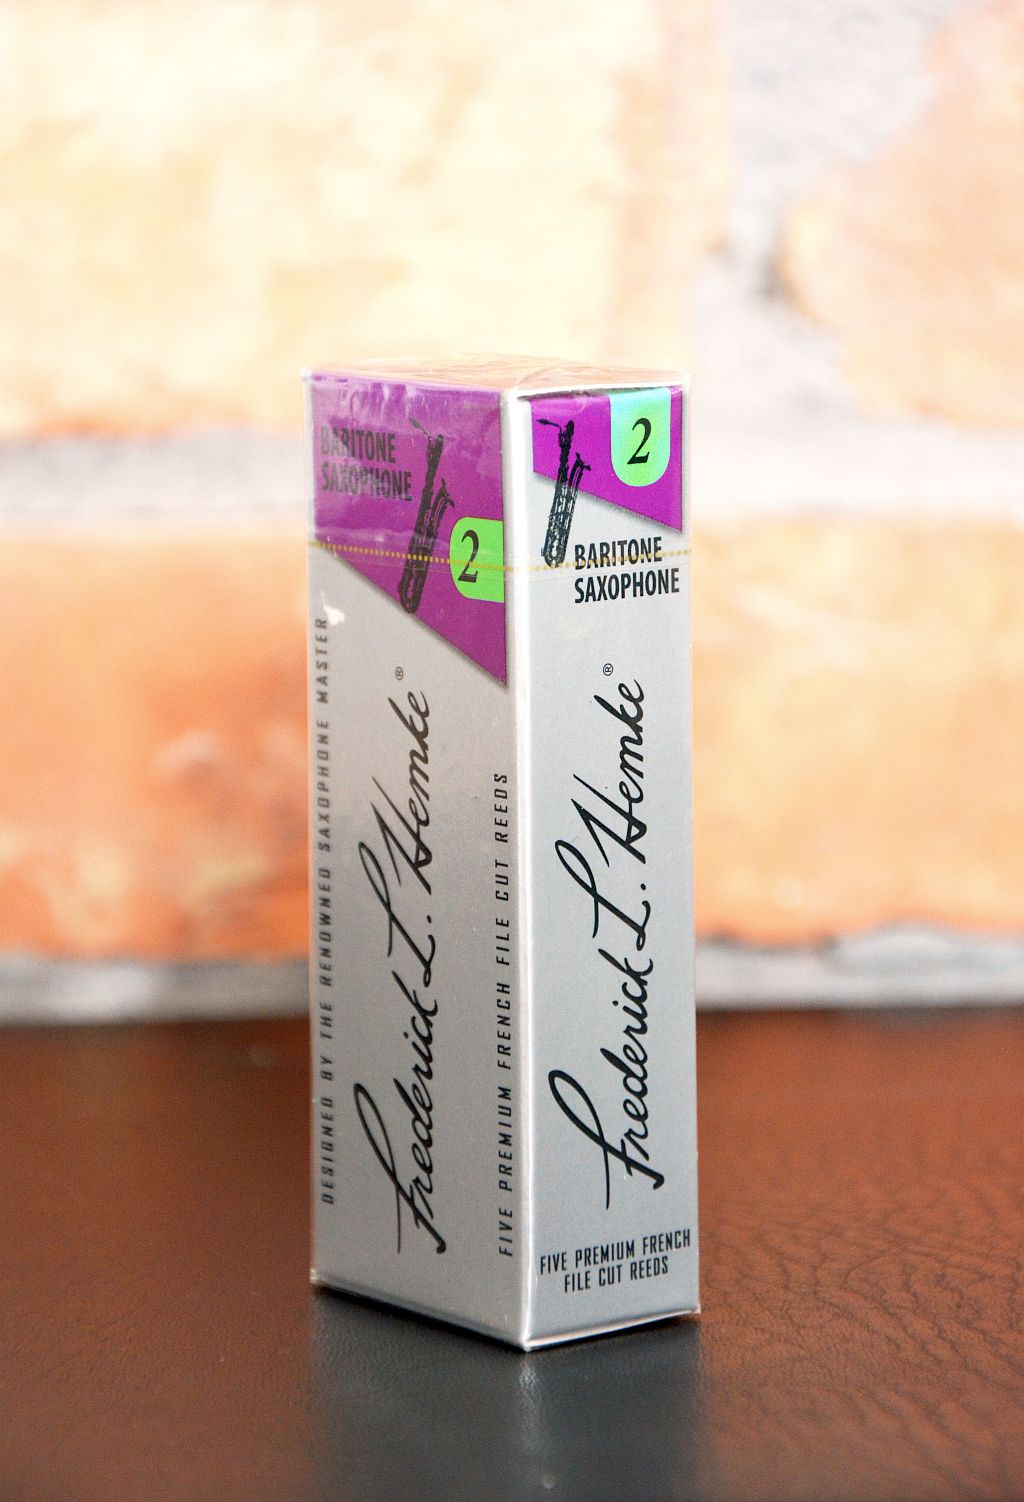 BARITONE
SAXOPHONE
2
DESIGNED BY THE RENOWNED SAXOPHONE MASTER
Frederick L. Hemke®
FIVE PREMIUM FRENCH FILE CUT REEDS
2
BARITONE
SAXOPHONE
Frederick L. Hemke®
FIVE PREMIUM FRENCH
FILE CUT REEDS